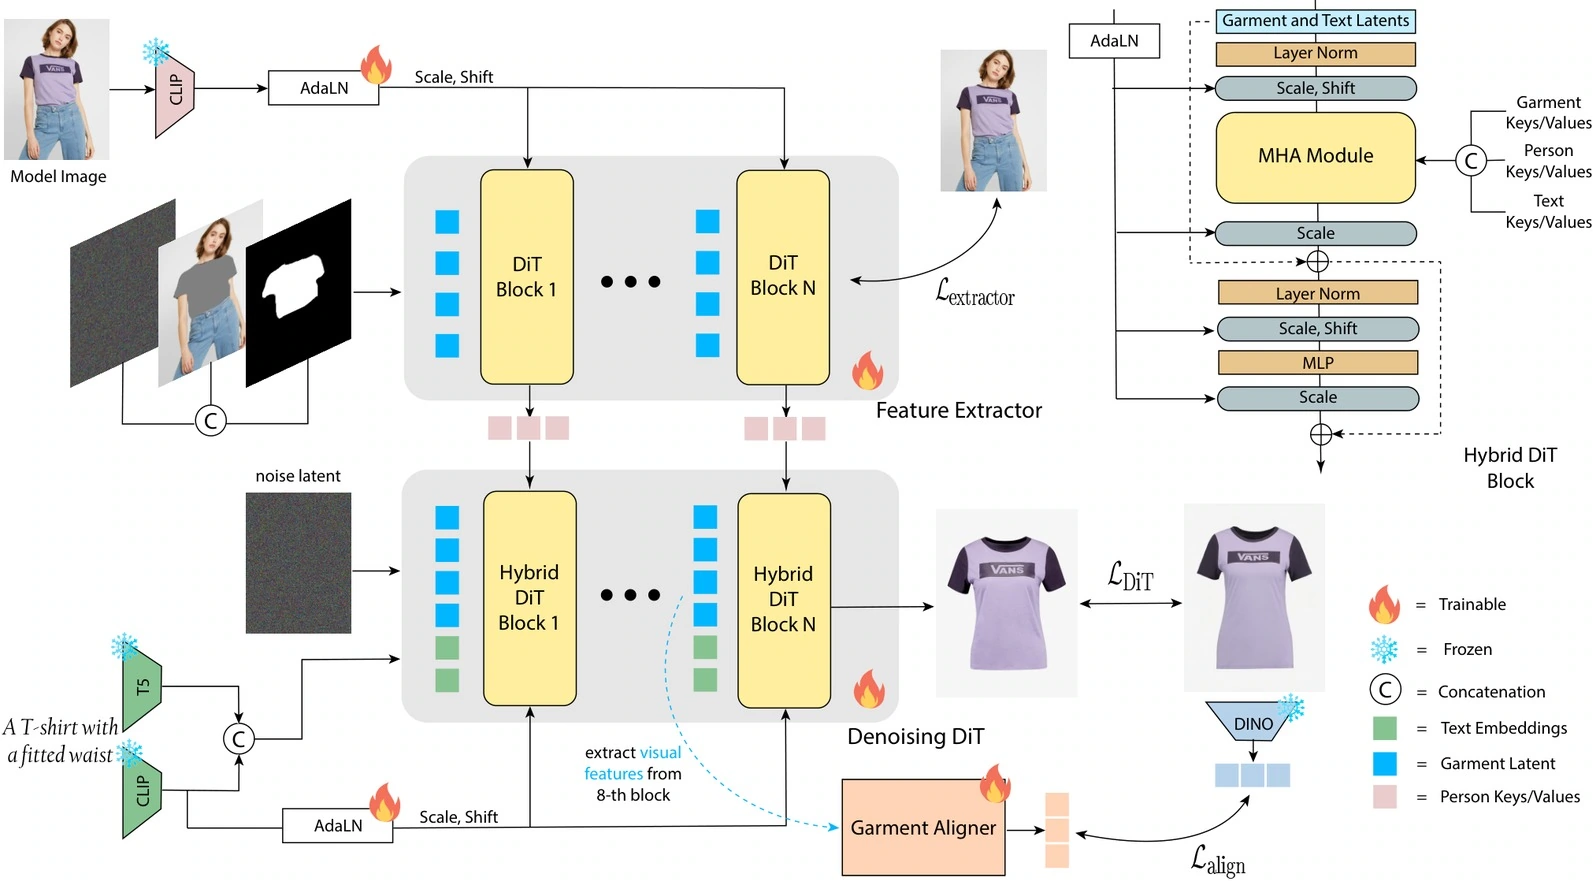 Model Image
CLIP
AdaLN
Scale, Shift
DiT
Block 1
DiT
Block N
ℒextractor
Feature Extractor
C
VANS
VANS
AdaLN
Garment and Text Latents
Layer Norm
Scale, Shift
MHA Module
Garment
Keys/Values
Person
Keys/Values
Text
Keys/Values
C
Scale
Layer Norm
Scale, Shift
MLP
Scale
Hybrid DiT
Block
noise latent
Hybrid
DiT
Block 1
Hybrid
DiT
Block N
Denoising DiT
T5
A T-shirt with
a fitted waist
CLIP
C
AdaLN
Scale, Shift
extract visual
features from
8-th block
Garment Aligner
VANS
ℒDiT
VANS
DINO
ℒalign
= Trainable
= Frozen
C = Concatenation
= Text Embeddings
= Garment Latent
= Person Keys/Values